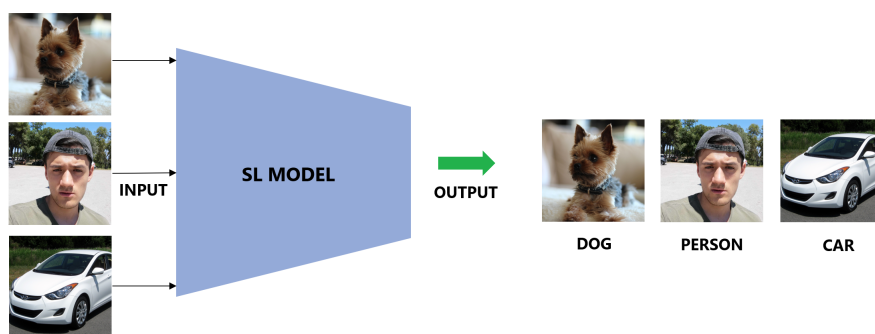 INPUT
SL MODEL
OUTPUT
DOG
PERSON
CAR